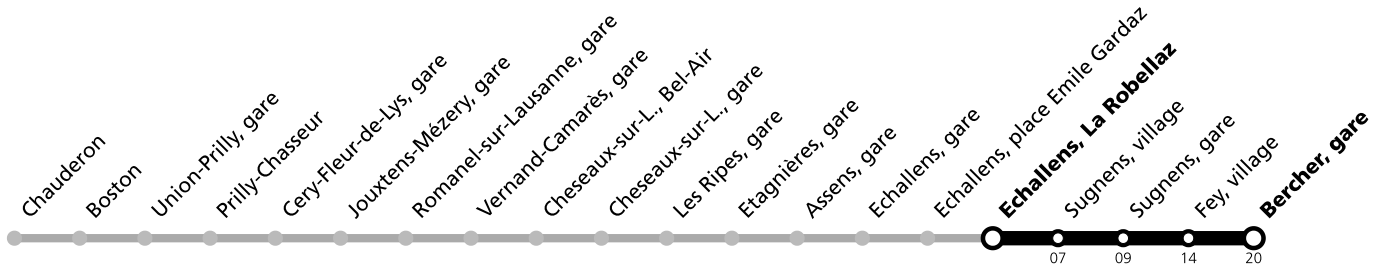 Chauderon
Boston
Union-Prilly, gare
Prilly-Chasseur
Cery-Fleur-de-Lys, gare
Jouxtens-Mézery, gare
Romanel-sur-Lausanne, gare
Vernand-Camarès, gare
Cheseaux-sur-L., Bel-Air
Cheseaux-sur-L., gare
Les Ripes, gare
Etagnières, gare
Assens, gare
Echallens, gare
Echallens, place Emile Gardaz
Echallens, La Robellaz
Sugnens, village
Sugnens, gare
Fey, village
Bercher, gare
07
09
14
20